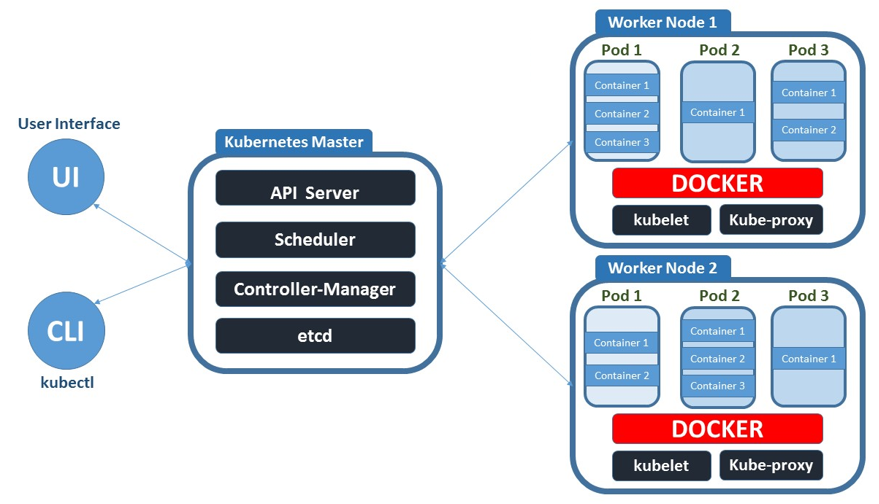 User Interface
UI
CLI
kubectl
Kubernetes Master
API Server
Scheduler
Controller-Manager
etcd
Worker Node 1
Pod 1
Pod 2
Pod 3
Container 1
Container 2
Container 3
Container 1
Container 1
Container 2
DOCKER
kubelet
Kube-proxy
Worker Node 2
Pod 1
Pod 2
Pod 3
Container 1
Container 2
Container 1
Container 2
Container 3
Container 1
DOCKER
kubelet
Kube-proxy